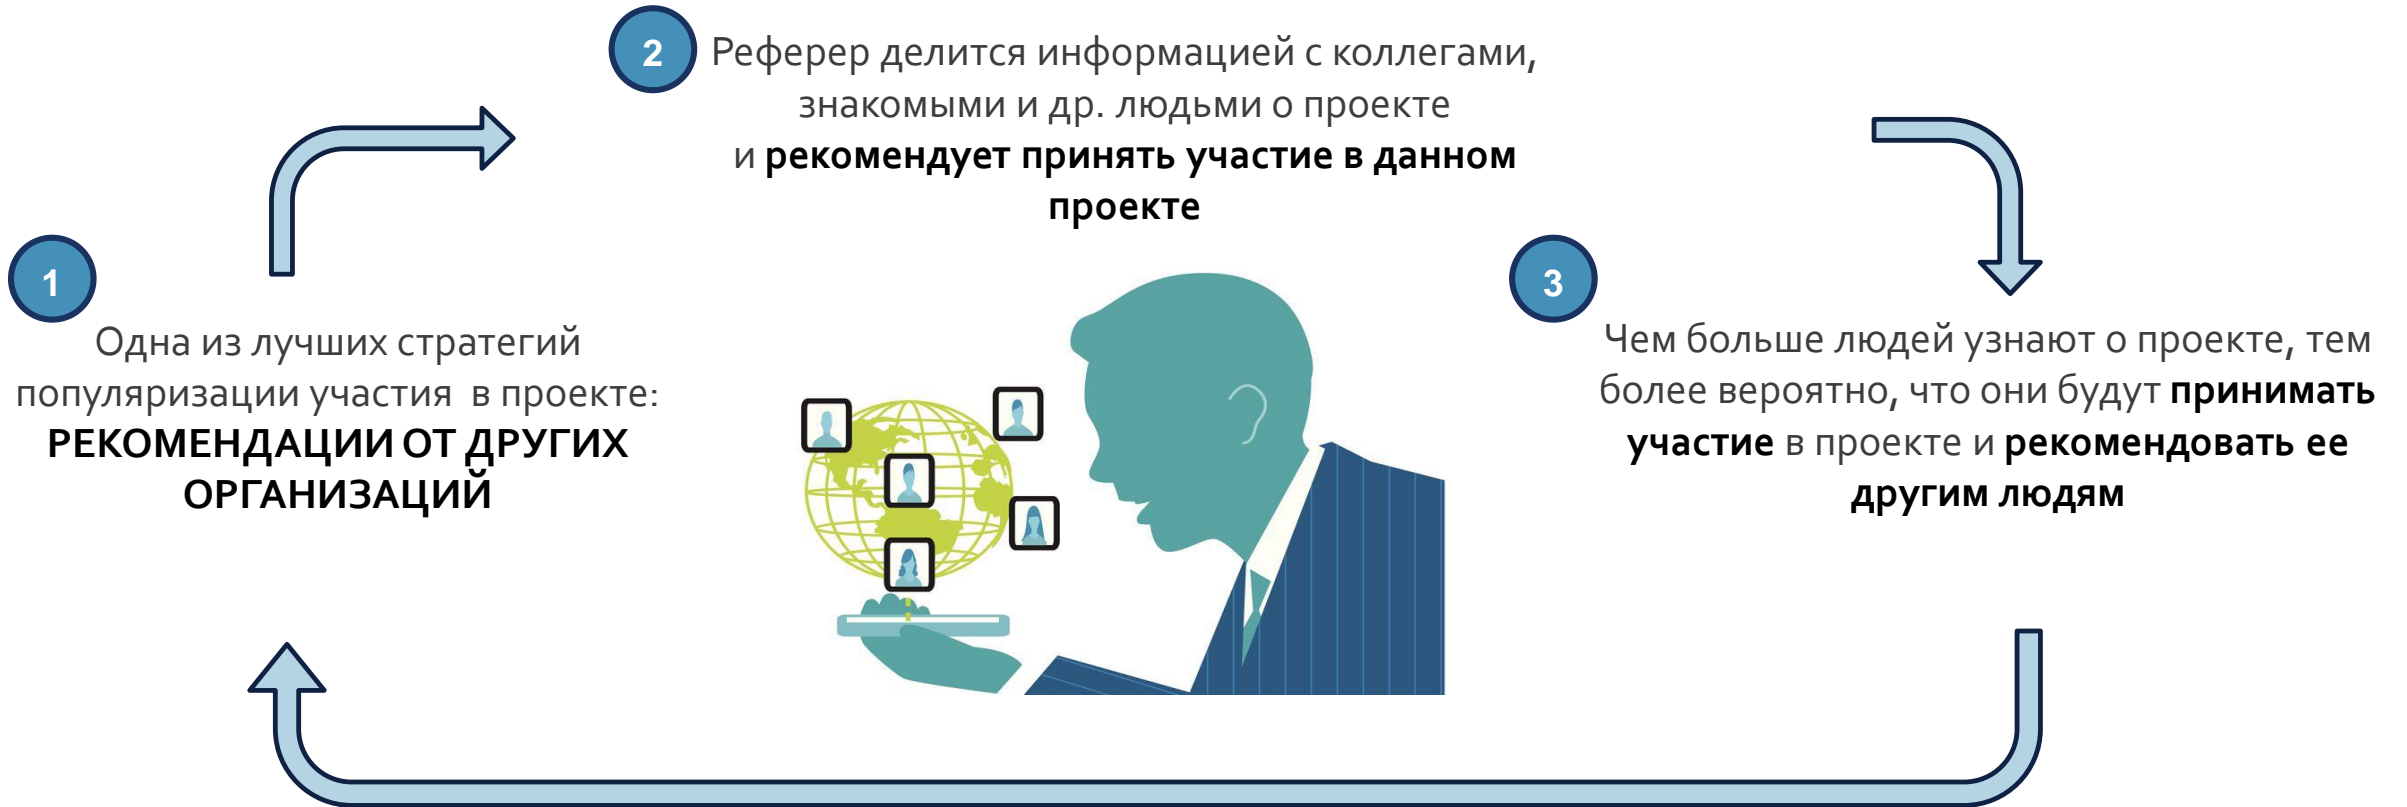 1
Одна из лучших стратегий
популяризации участия в проекте:
РЕКОМЕНДАЦИИ ОТ ДРУГИХ
ОРГАНИЗАЦИЙ
2
Реферер делится информацией с коллегами,
знакомыми и др. людьми о проекте
и рекомендует принять участие в данном
проекте
3
Чем больше людей узнают о проекте, тем
более вероятно, что они будут принимать
участие в проекте и рекомендовать ее
другим людям